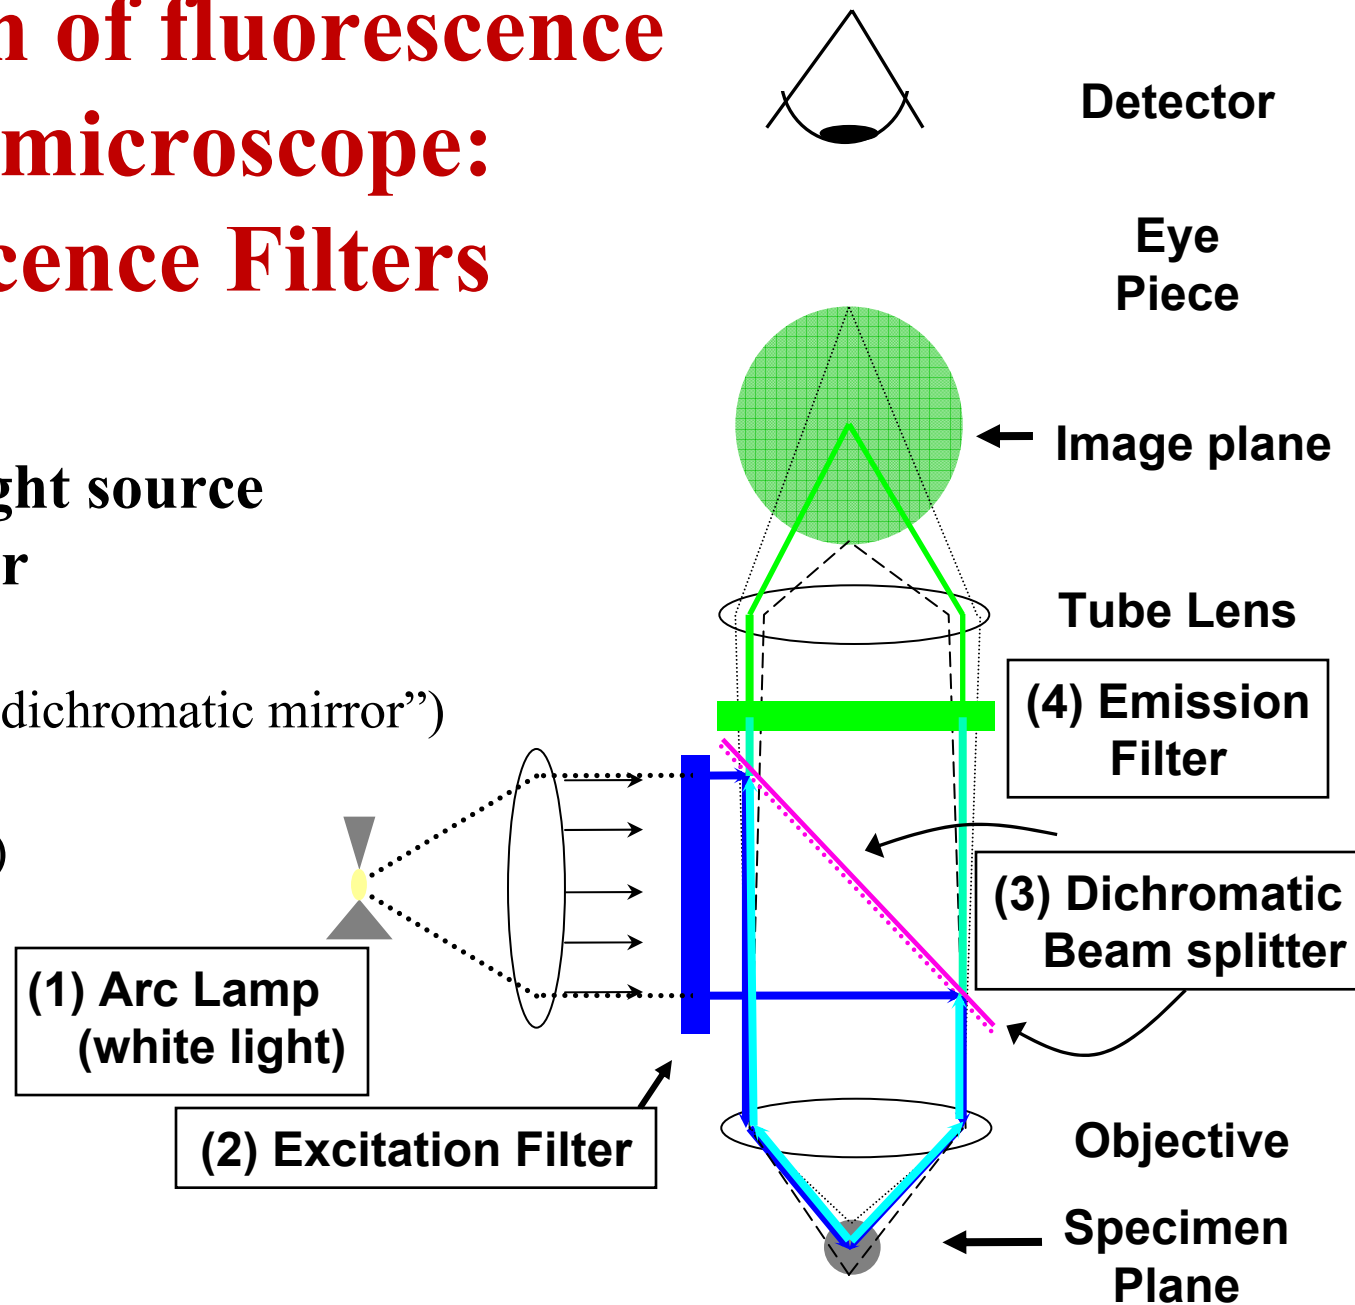 n of fluorescence
microscope:
cence Filters
ght source
r
dichromatic mirror”)
)
Detector
Eye
Piece
Image plane
Tube Lens
(4) Emission
Filter
(3) Dichromatic
Beam splitter
(1) Arc Lamp
(white light)
(2) Excitation Filter
Objective
Specimen
Plane